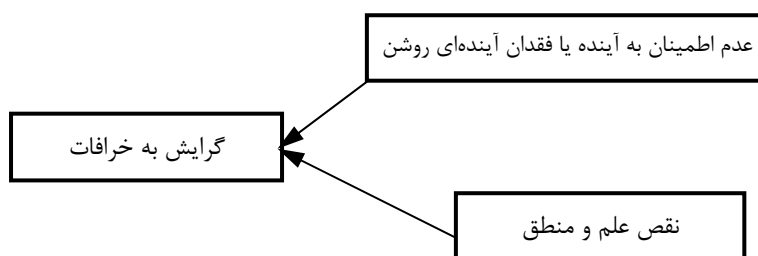 عدم اطمینان به آینده یا فقدان آینده‌ای روشن
گرایش به خرافات
نقص علم و منطق